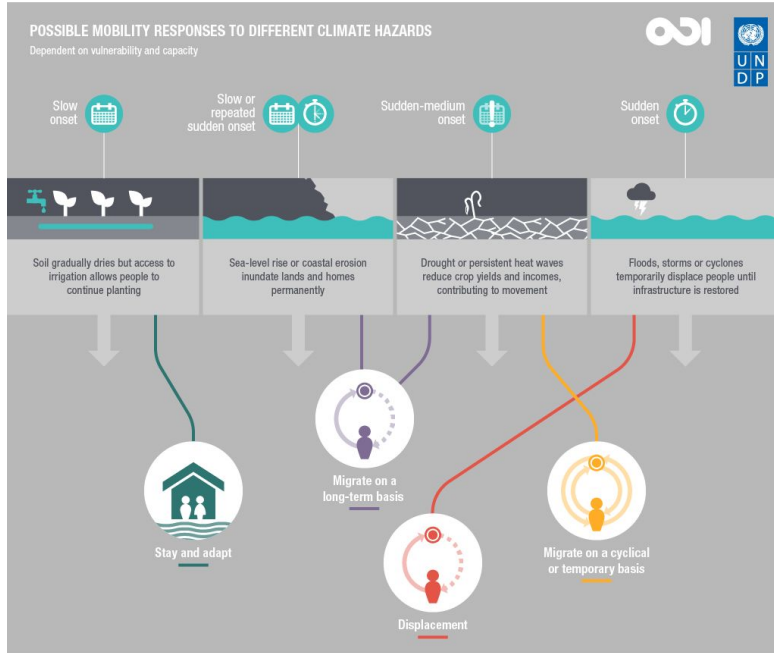 POSSIBLE MOBILITY RESPONSES TO DIFFERENT CLIMATE HAZARDS
Dependent on vulnerability and capacity
ODI
U N
D P
Slow
onset
Slow or
repeated
sudden onset
Sudden-medium
onset
Sudden
onset
Soil gradually dries but access to
irrigation allows people to
continue planting
Sea-level rise or coastal erosion
inundate lands and homes
permanently
Drought or persistent heat waves
reduce crop yields and incomes,
contributing to movement
Floods, storms or cyclones
temporarily displace people until
infrastructure is restored
Migrate on a
long-term basis
Stay and adapt
Migrate on a cyclical
or temporary basis
Displacement